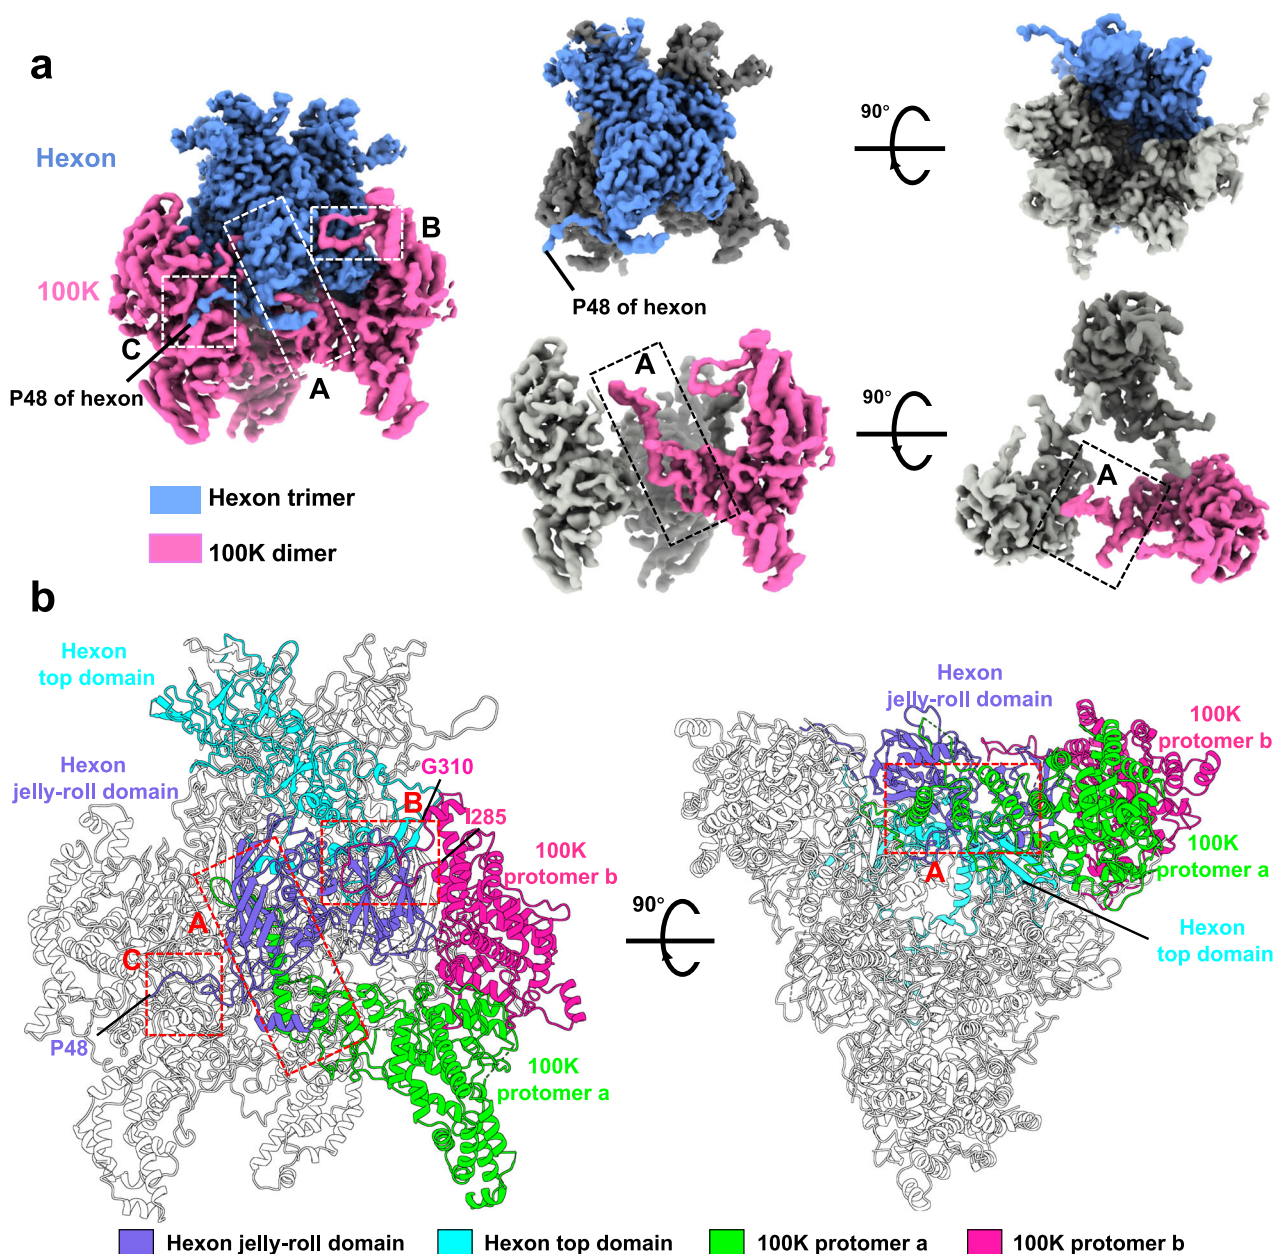 a
Hexon
100K
B
C
A
P48 of hexon
Hexon trimer
100K dimer
P48 of hexon
90°
A
90°
A
b
Hexon
top domain
Hexon
jelly-roll domain
G310
B
I285
100K
protomer b
A
C
P48
100K
protomer a
90°
Hexon
jelly-roll domain
100K
protomer b
100K
protomer a
A
Hexon
top domain
Hexon jelly-roll domain
Hexon top domain
100K protomer a
100K protomer b